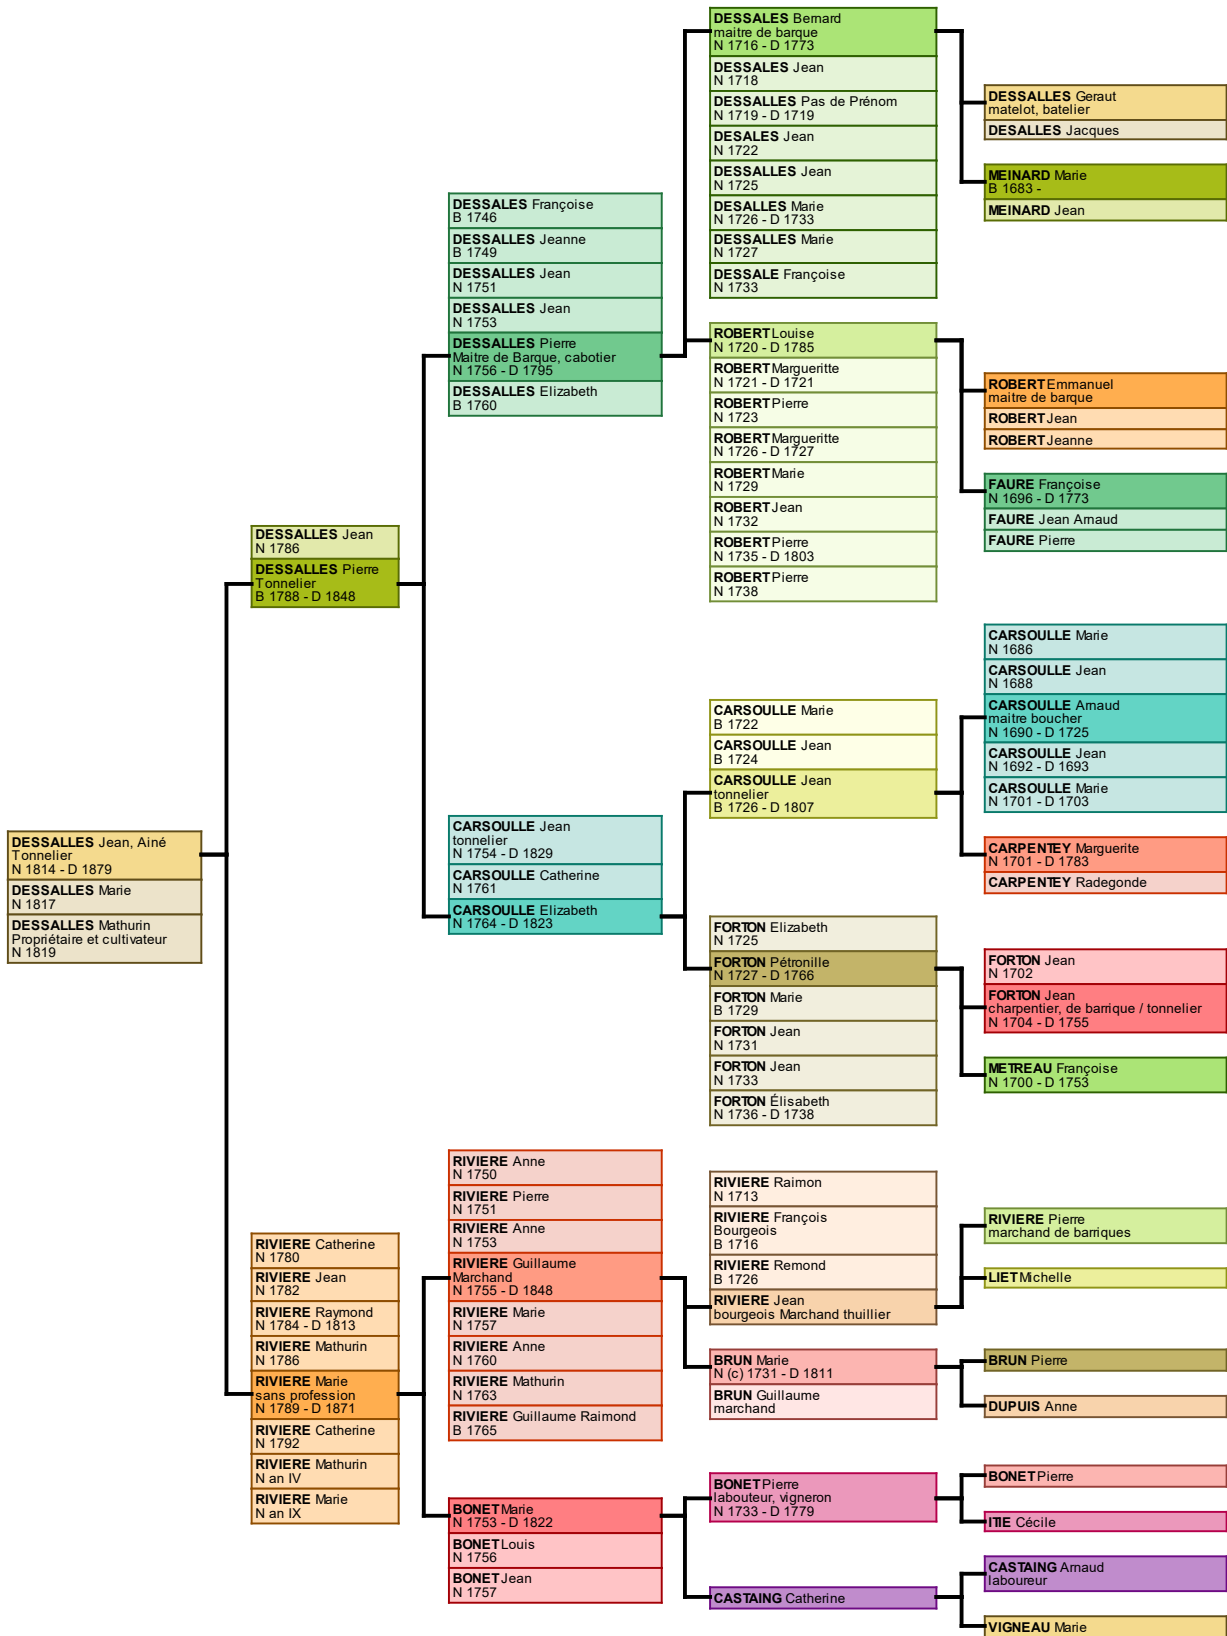 DESSALLES Jean, Ainé
Tonnelier
N 1814 - D 1879
DESSALLES Marie
N 1817
DESSALLES Mathurin
Propriétaire et cultivateur
N 1819
DESSALLES Jean
N 1786
DESSALLES Pierre
Tonnelier
B 1788 - D 1848
RIVIERE Catherine
N 1780
RIVIERE Jean
N 1782
RIVIERE Raymond
N 1784 - D 1813
RIVIERE Mathurin
N 1786
RIVIERE Marie
sans profession
N 1789 - D 1871
RIVIERE Catherine
N 1792
RIVIERE Mathurin
N an IV
RIVIERE Marie
N an IX
DESSALES Françoise
B 1746
DESSALLES Jeanne
B 1749
DESSALLES Jean
N 1751
DESSALLES Jean
N 1753
DESSALLES Pierre
Maitre de Barque, cabotier
N 1756 - D 1795
DESSALES Elizabeth
B 1760
CARSOULLE Jean
tonnelier
N 1754 - D 1829
CARSOULLE Catherine
N 1761
CARSOULLE Elizabeth
N 1764 - D 1823
RIVIERE Anne
N 1750
RIVIERE Pierre
N 1751
RIVIERE Anne
N 1753
RIVIERE Guillaume
Marchand
N 1755 - D 1848
RIVIERE Marie
N 1757
RIVIERE Anne
N 1760
RIVIERE Mathurin
N 1763
RIVIERE Guillaume Raimond
B 1765
BONET Marie
N 1753 - D 1822
BONET Louis
N 1756
BONET Jean
N 1757
DESSALES Bernard
maitre de barque
N 1716 - D 1773
DESSALES Jean
N 1718
DESSALLES Pas de Prénom
N 1719 - D 1719
DESALES Jean
N 1722
DESSALLES Jean
N 1725
DESALLES Marie
N 1726 - D 1733
DESSALLES Marie
N 1727
DESSALE Françoise
N 1733
ROBERT Louise
N 1720 - D 1785
ROBERT Margueritte
N 1721 - D 1721
ROBERT Pierre
N 1723
ROBERT Margueritte
N 1726 - D 1727
ROBERT Marie
N 1729
ROBERT Jean
N 1732
ROBERT Pierre
N 1735 - D 1803
ROBERT Pierre
N 1738
CARSOULLE Marie
B 1722
CARSOULLE Jean
B 1724
CARSOULLE Jean
tonnelier
B 1726 - D 1807
FORTON Elizabeth
N 1725
FORTON Pétronille
N 1727 - D 1766
FORTON Marie
B 1729
FORTON Jean
N 1731
FORTON Jean
N 1733
FORTON Élisabeth
N 1736 - D 1738
RIVIERE Raimon
N 1713
RIVIERE François
Bourgeois
B 1716
RIVIERE Remond
B 1726
RIVIERE Jean
bourgeois Marchand thuillier
BRUN Marie
N (c) 1731 - D 1811
BRUN Guillaume
marchand
BONET Pierre
labouteur, vigneron
N 1733 - D 1779
CASTAING Catherine
DESSALLES Geraut
matelot, batelier
DESALLES Jacques
MEINARD Marie
B 1683 -
MEINARD Jean
ROBERT Emmanuel
maitre de barque
ROBERT Jean
ROBERT Jeanne
FAURE Françoise
N 1696 - D 1773
FAURE Jean Arnaud
FAURE Pierre
CARSOULLE Marie
N 1686
CARSOULLE Jean
N 1688
CARSOULLE Arnaud
maitre boucher
N 1690 - D 1725
CARSOULLE Jean
N 1692 - D 1693
CARSOULLE Marie
N 1701 - D 1703
CARPENTEY Marguerite
N 1701 - D 1783
CARPENTEY Radegonde
FORTON Jean
N 1702
FORTON Jean
charpentier, de barrique / tonnelier
N 1704 - D 1755
METREAU Françoise
N 1700 - D 1753
RIVIERE Pierre
marchand de barriques
LIET Michelle
BRUN Pierre
DUPUIS Anne
BONET Pierre
ITIE Cécile
CASTAING Arnaud
laboureur
VIGNEAU Marie